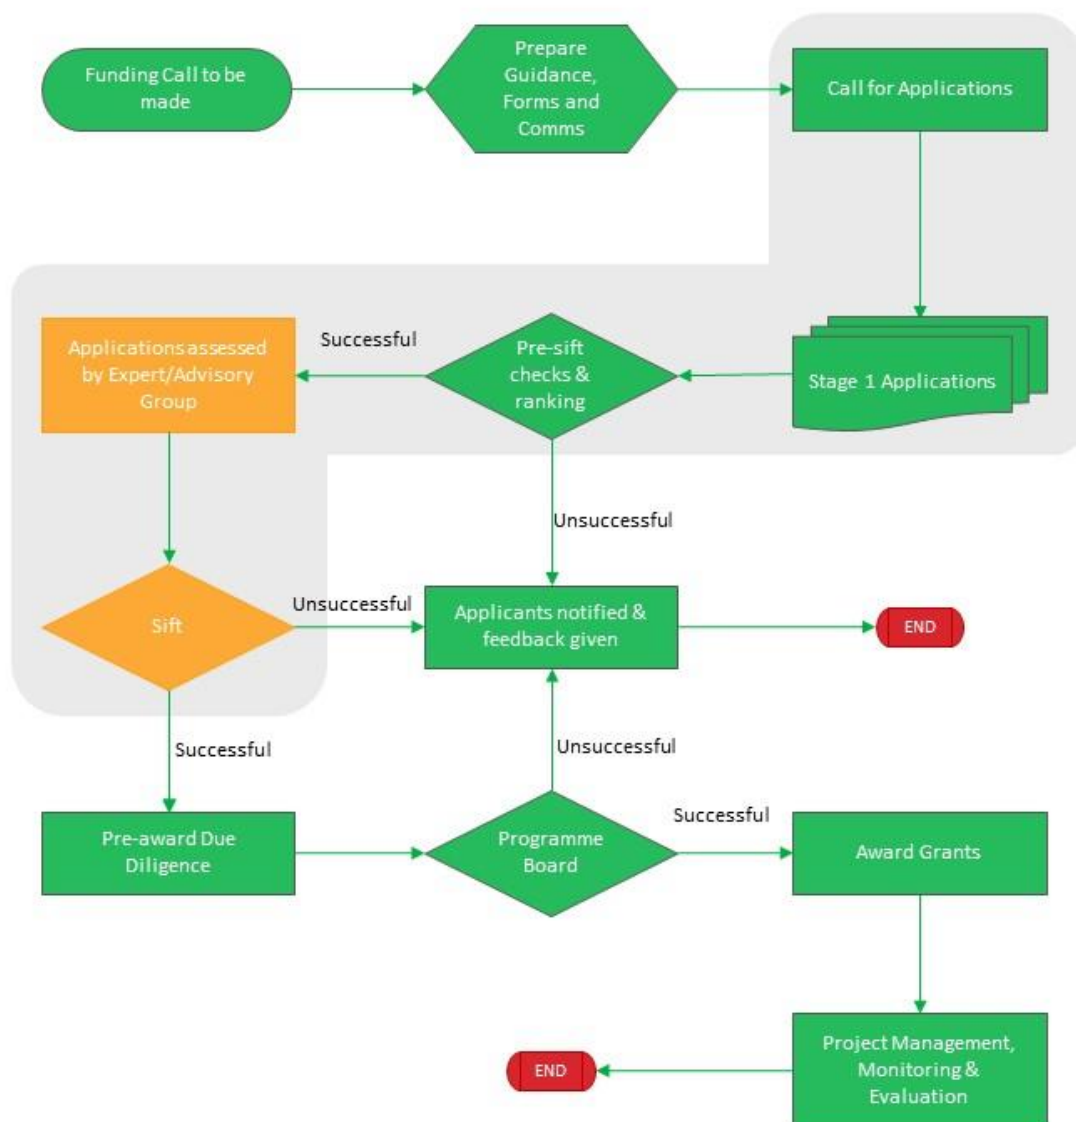 Funding Call to be
made
Prepare
Guidance,
Forms and
Comms
Call for Applications
Applications assessed
by Expert/Advisory
Group
Successful
Pre-sift
checks &
ranking
Stage 1 Applications
Unsuccessful
Sift
Unsuccessful
Applicants notified &
feedback given
END
Successful
Unsuccessful
Pre-award Due
Diligence
Programme
Board
Successful
Award Grants
Project Management,
Monitoring &
Evaluation
END